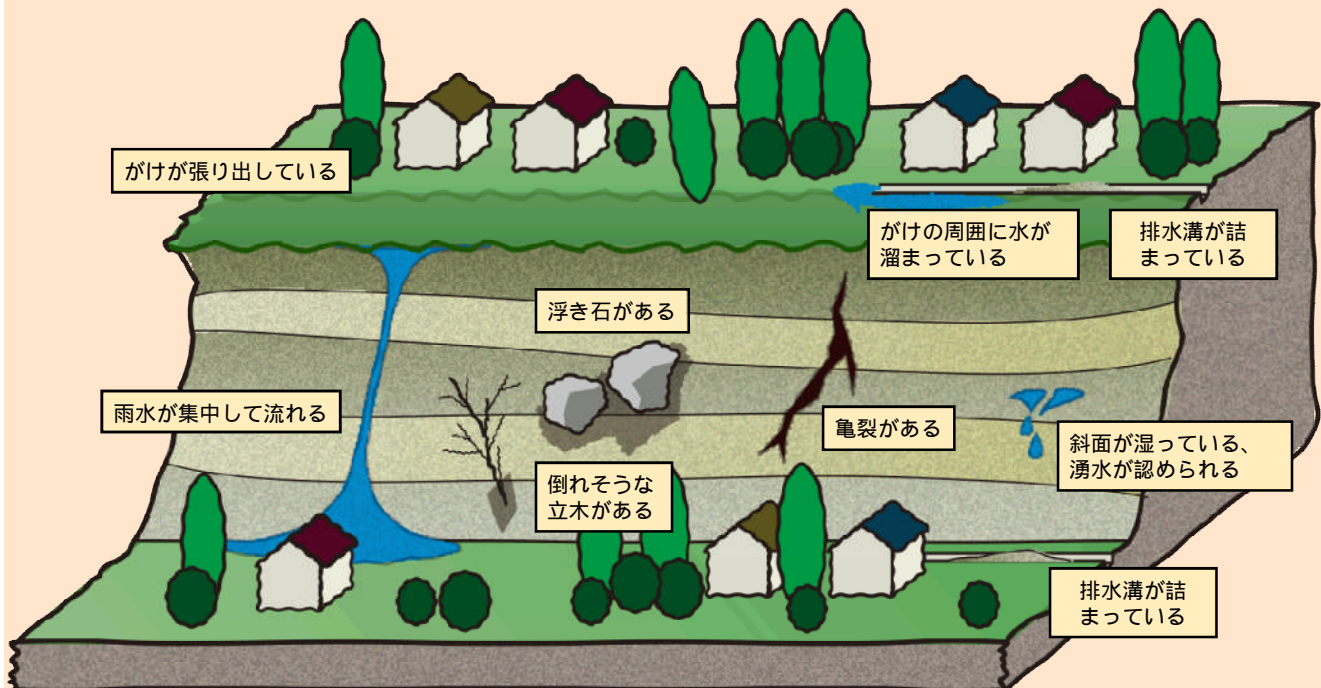 がけが張り出している
がけの周囲に水が
溜まっている
排水溝が詰
まっている
浮き石がある
雨水が集中して流れる
亀裂がある
斜面が湿っている、
湧水が認められる
倒れそうな
立木がある
排水溝が詰
まっている